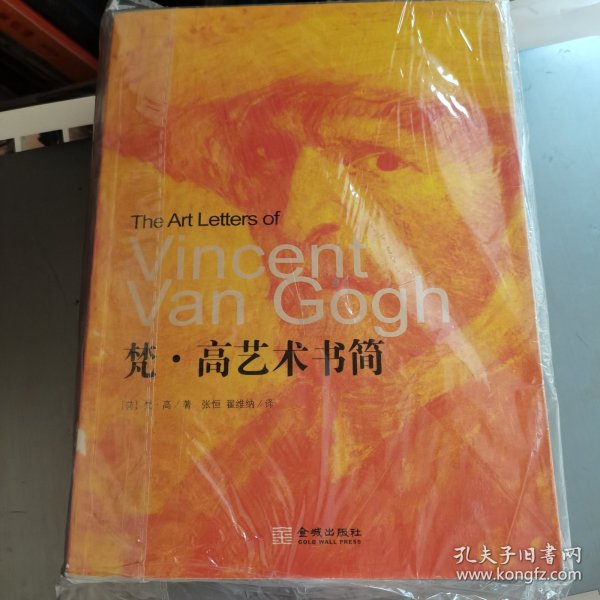 The Art Letters of
Vincent
Van Gogh
梵·高艺术书简
[荷] 梵·高/著 张恒 翟维纳/译
金城出版社
GOLD WALL PRESS
孔夫子旧书网
www.kongfz.com